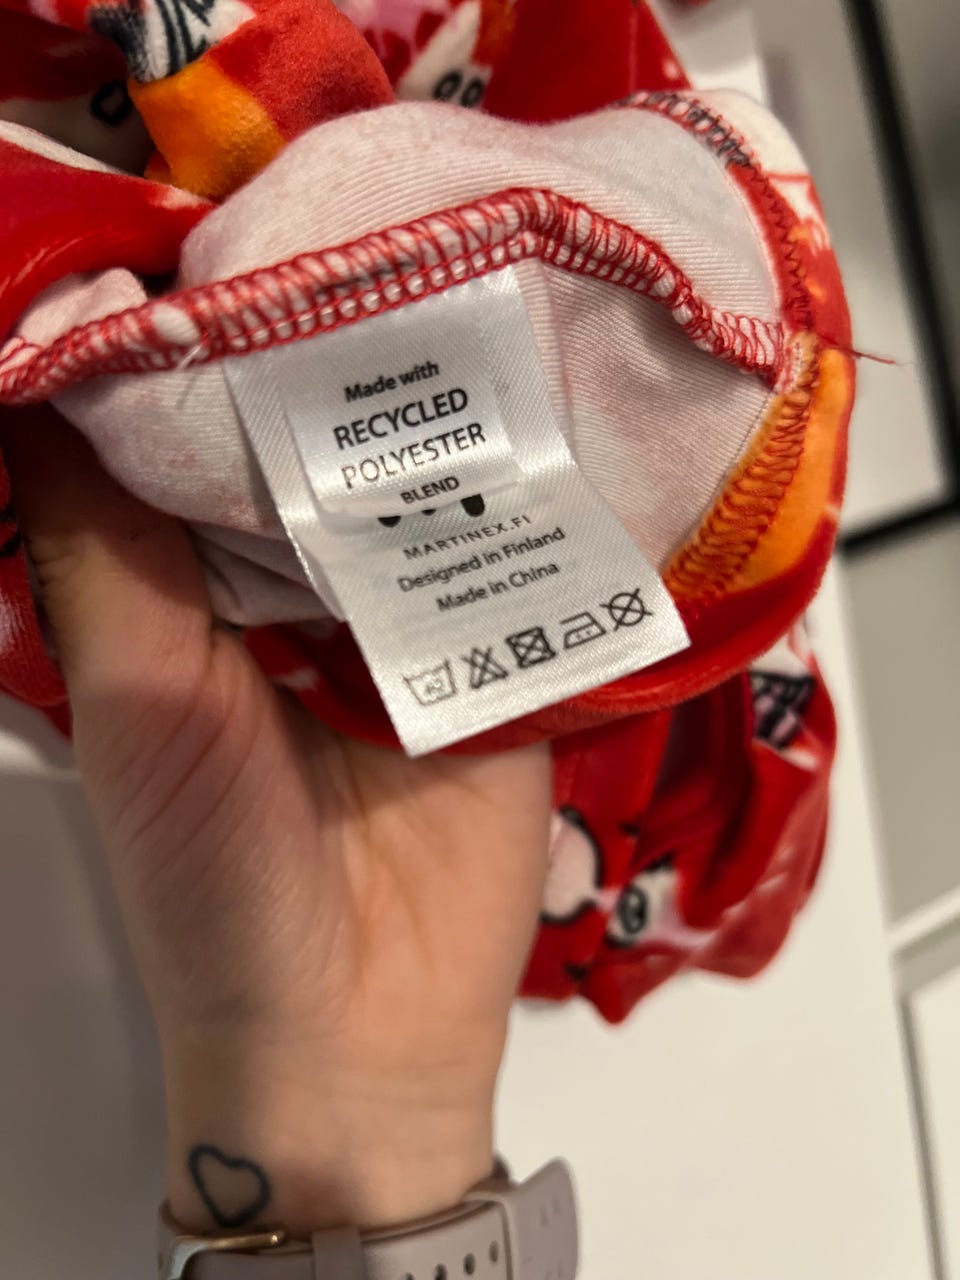 Made with
RECYCLED
POLYESTER
BLEND
MARTINEX.FI
Designed in Finland
Made in China